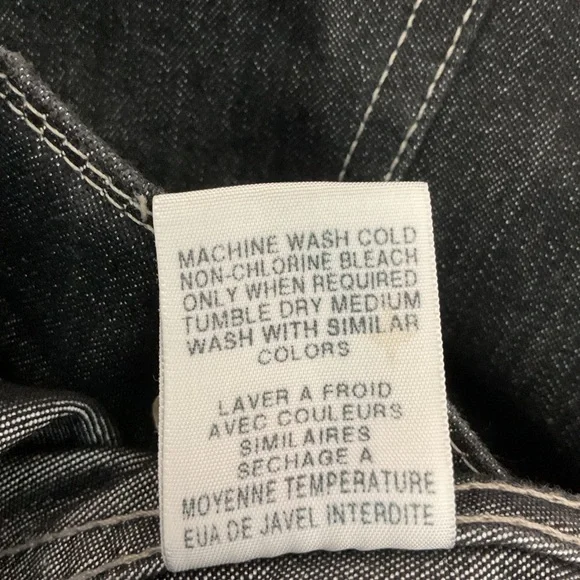 MACHINE WASH COLD
NON-CHLORINE BLEACH
ONLY WHEN REQUIRED
TUMBLE DRY MEDIUM
WASH WITH SIMILAR
COLORS
LAVER A FROID
AVEC COULEURS
SIMILAIRES
SECHAGE A
MOYENNE TEMPERATURE
EUA DE JAVEL INTERDITE